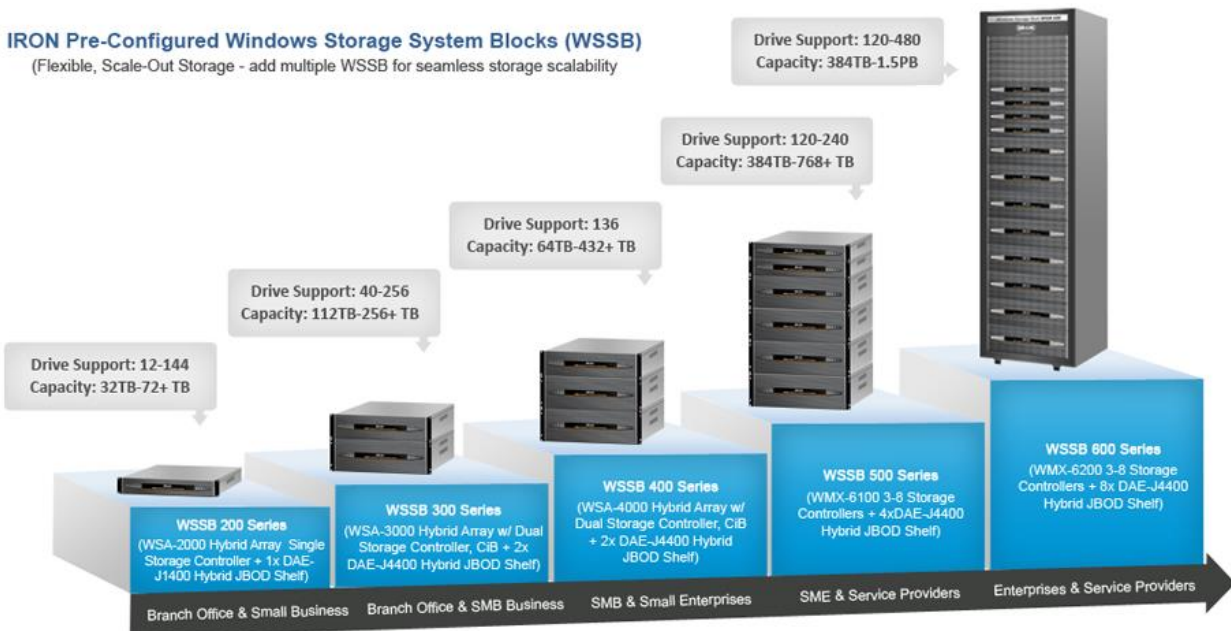 IRON Pre-Configured Windows Storage System Blocks (WSSB)
(Flexible, Scale-Out Storage - add multiple WSSB for seamless storage scalability
Drive Support: 120-480
Capacity: 384TB-1.5PB
Drive Support: 120-240
Capacity: 384TB-768+ TB
Drive Support: 136
Capacity: 64TB-432+ TB
Drive Support: 40-256
Capacity: 112TB-256+ TB
Drive Support: 12-144
Capacity: 32TB-72+ TB
WSSB 200 Series
(WSA-2000 Hybrid Array Single
Storage Controller + 1x DAE-
J1400 Hybrid JBOD Shelf)
WSSB 300 Series
(WSA-3000 Hybrid Array w/ Dual
Storage Controller, CiB + 2x
DAE-J4400 Hybrid JBOD Shelf)
WSSB 400 Series
(WSA-4000 Hybrid Array w/
Dual Storage Controller, CiB
+ 2x DAE-J4400 Hybrid
JBOD Shelf)
WSSB 500 Series
(WMX-6100 3-8 Storage
Controllers + 4xDAE-J4400
Hybrid JBOD Shelf)
WSSB 600 Series
(WMX-6200 3-8 Storage
Controllers + 8x DAE-J4400
Hybrid JBOD Shelf)
Branch Office & Small Business
Branch Office & SMB Business
SMB & Small Enterprises
SME & Service Providers
Enterprises & Service Providers